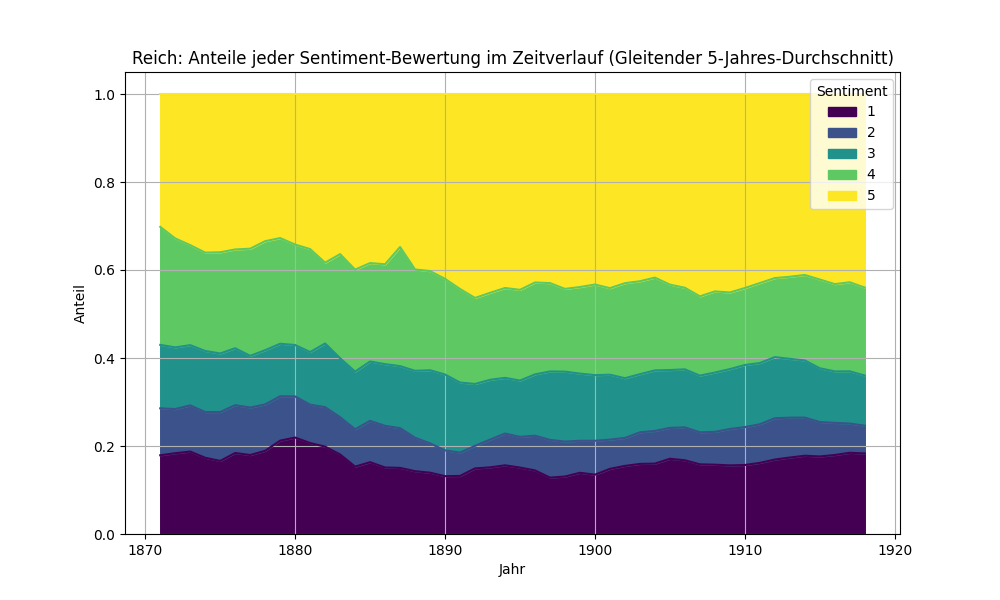 Reich: Anteile jeder Sentiment-Bewertung im Zeitverlauf (Gleitender 5-Jahres-Durchschnitt)
Sentiment
1
2
3
4
5
1.0
0.8
0.6
0.4
0.2
0.0
Anteil
1870 1880 1890 1900 1910 1920
Jahr